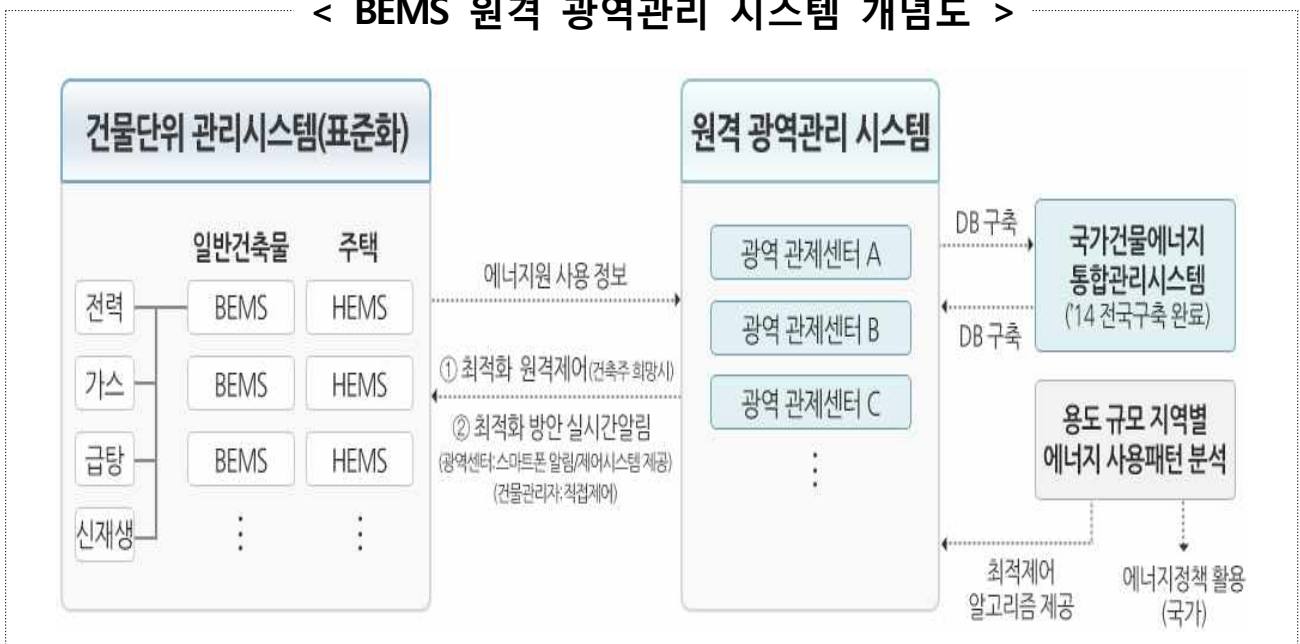 < BEMS 원격 광역관리 시스템 개념도 >
건물단위 관리시스템(표준화)
일반건축물 주택
전력 BEMS HEMS
가스 BEMS HEMS
급탕 BEMS HEMS
신재생
에너지원 사용 정보
① 최적화 원격제어(건축주 희망시)
② 최적화 방안 실시간알림
(광역센터:스마트폰 알림/제어시스템 제공)
(건물관리자:직접제어)
원격 광역관리 시스템
광역 관제센터 A
광역 관제센터 B
광역 관제센터 C
DB 구축
DB 구축
국가건물에너지
통합관리시스템
('14 전국구축 완료)
용도 규모 지역별
에너지 사용패턴 분석
최적제어
알고리즘 제공
에너지정책 활용
(국가)